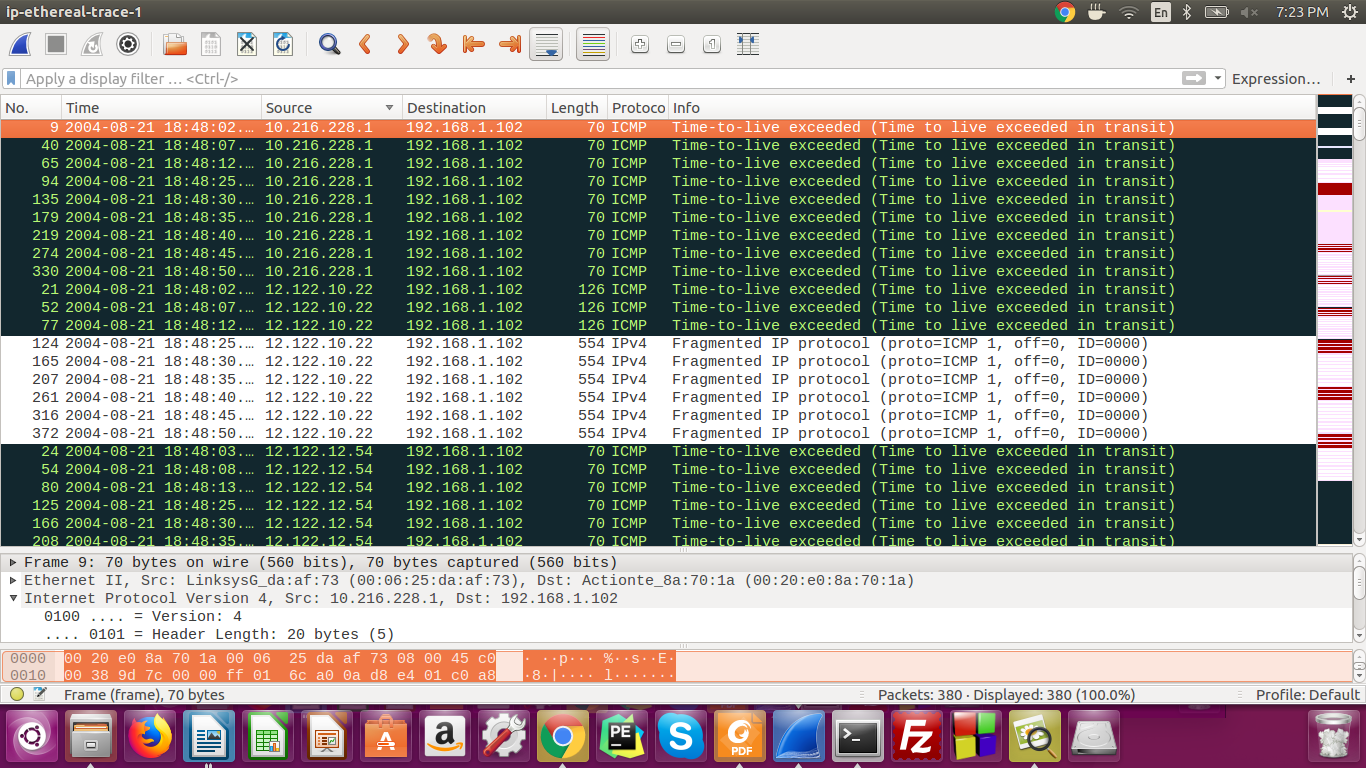 ip-ethereal-trace-1
En
7:23 PM
Apply a display filter … <Ctrl-/>
Expression…
+
No. Time Source Destination Length Protoco Info
9 2004-08-21 18:48:02.… 10.216.228.1 192.168.1.102 70 ICMP Time-to-live exceeded (Time to live exceeded in transit)
40 2004-08-21 18:48:07.… 10.216.228.1 192.168.1.102 70 ICMP Time-to-live exceeded (Time to live exceeded in transit)
65 2004-08-21 18:48:12.… 10.216.228.1 192.168.1.102 70 ICMP Time-to-live exceeded (Time to live exceeded in transit)
94 2004-08-21 18:48:25.… 10.216.228.1 192.168.1.102 70 ICMP Time-to-live exceeded (Time to live exceeded in transit)
135 2004-08-21 18:48:30.… 10.216.228.1 192.168.1.102 70 ICMP Time-to-live exceeded (Time to live exceeded in transit)
179 2004-08-21 18:48:35.… 10.216.228.1 192.168.1.102 70 ICMP Time-to-live exceeded (Time to live exceeded in transit)
219 2004-08-21 18:48:40.… 10.216.228.1 192.168.1.102 70 ICMP Time-to-live exceeded (Time to live exceeded in transit)
274 2004-08-21 18:48:45.… 10.216.228.1 192.168.1.102 70 ICMP Time-to-live exceeded (Time to live exceeded in transit)
330 2004-08-21 18:48:50.… 10.216.228.1 192.168.1.102 70 ICMP Time-to-live exceeded (Time to live exceeded in transit)
21 2004-08-21 18:48:02.… 12.122.10.22 192.168.1.102 126 ICMP Time-to-live exceeded (Time to live exceeded in transit)
52 2004-08-21 18:48:07.… 12.122.10.22 192.168.1.102 126 ICMP Time-to-live exceeded (Time to live exceeded in transit)
77 2004-08-21 18:48:12.… 12.122.10.22 192.168.1.102 126 ICMP Time-to-live exceeded (Time to live exceeded in transit)
124 2004-08-21 18:48:25.… 12.122.10.22 192.168.1.102 554 IPv4 Fragmented IP protocol (proto=ICMP 1, off=0, ID=0000)
165 2004-08-21 18:48:30.… 12.122.10.22 192.168.1.102 554 IPv4 Fragmented IP protocol (proto=ICMP 1, off=0, ID=0000)
207 2004-08-21 18:48:35.… 12.122.10.22 192.168.1.102 554 IPv4 Fragmented IP protocol (proto=ICMP 1, off=0, ID=0000)
261 2004-08-21 18:48:40.… 12.122.10.22 192.168.1.102 554 IPv4 Fragmented IP protocol (proto=ICMP 1, off=0, ID=0000)
316 2004-08-21 18:48:45.… 12.122.10.22 192.168.1.102 554 IPv4 Fragmented IP protocol (proto=ICMP 1, off=0, ID=0000)
372 2004-08-21 18:48:50.… 12.122.10.22 192.168.1.102 554 IPv4 Fragmented IP protocol (proto=ICMP 1, off=0, ID=0000)
24 2004-08-21 18:48:03.… 12.122.12.54 192.168.1.102 70 ICMP Time-to-live exceeded (Time to live exceeded in transit)
54 2004-08-21 18:48:08.… 12.122.12.54 192.168.1.102 70 ICMP Time-to-live exceeded (Time to live exceeded in transit)
80 2004-08-21 18:48:13.… 12.122.12.54 192.168.1.102 70 ICMP Time-to-live exceeded (Time to live exceeded in transit)
125 2004-08-21 18:48:25.… 12.122.12.54 192.168.1.102 70 ICMP Time-to-live exceeded (Time to live exceeded in transit)
166 2004-08-21 18:48:30.… 12.122.12.54 192.168.1.102 70 ICMP Time-to-live exceeded (Time to live exceeded in transit)
208 2004-08-21 18:48:35.… 12.122.12.54 192.168.1.102 70 ICMP Time-to-live exceeded (Time to live exceeded in transit)
Frame 9: 70 bytes on wire (560 bits), 70 bytes captured (560 bits)
Ethernet II, Src: LinksysG_da:af:73 (00:06:25:da:af:73), Dst: Actionte_8a:70:1a (00:20:e0:8a:70:1a)
Internet Protocol Version 4, Src: 10.216.228.1, Dst: 192.168.1.102
0100 .... = Version: 4
.... 0101 = Header Length: 20 bytes (5)
0000 00 20 e0 8a 70 1a 00 06 25 da af 73 08 00 45 c0 · ··p··· %··s··E·
0010 00 38 9d 7c 00 00 ff 01 6c a0 0a d8 e4 01 c0 a8 ·8·|···· l·······
Frame (frame), 70 bytes
Packets: 380 · Displayed: 380 (100.0%)
Profile: Default
A
a
PE
S
PDF
>_
Fz